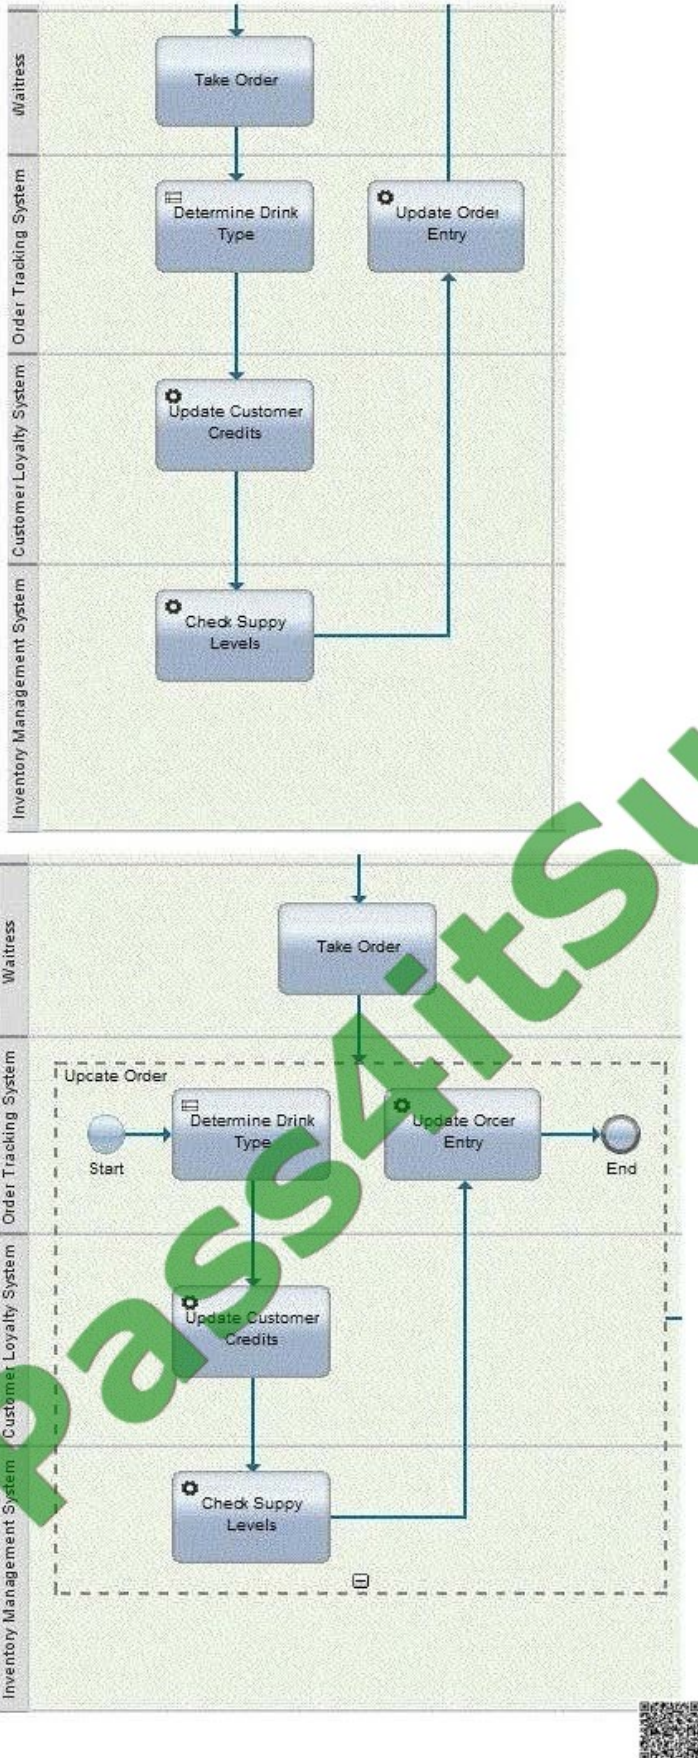 Waitress
Take Order
Order Tracking System
Determine Drink
Type
Update Order
Entry
Customer Loyalty System
Update Customer
Credits
Inventory Management System
Check Suppy
Levels
Waitress
Take Order
Order Tracking System
Upcate Order
Start
Determine Drink
Type
Update Orcer
Entry
End
Customer Loyalty System
Update Customer
Credits
Inventory Management System
Check Suppy
Levels
Pass4itSu